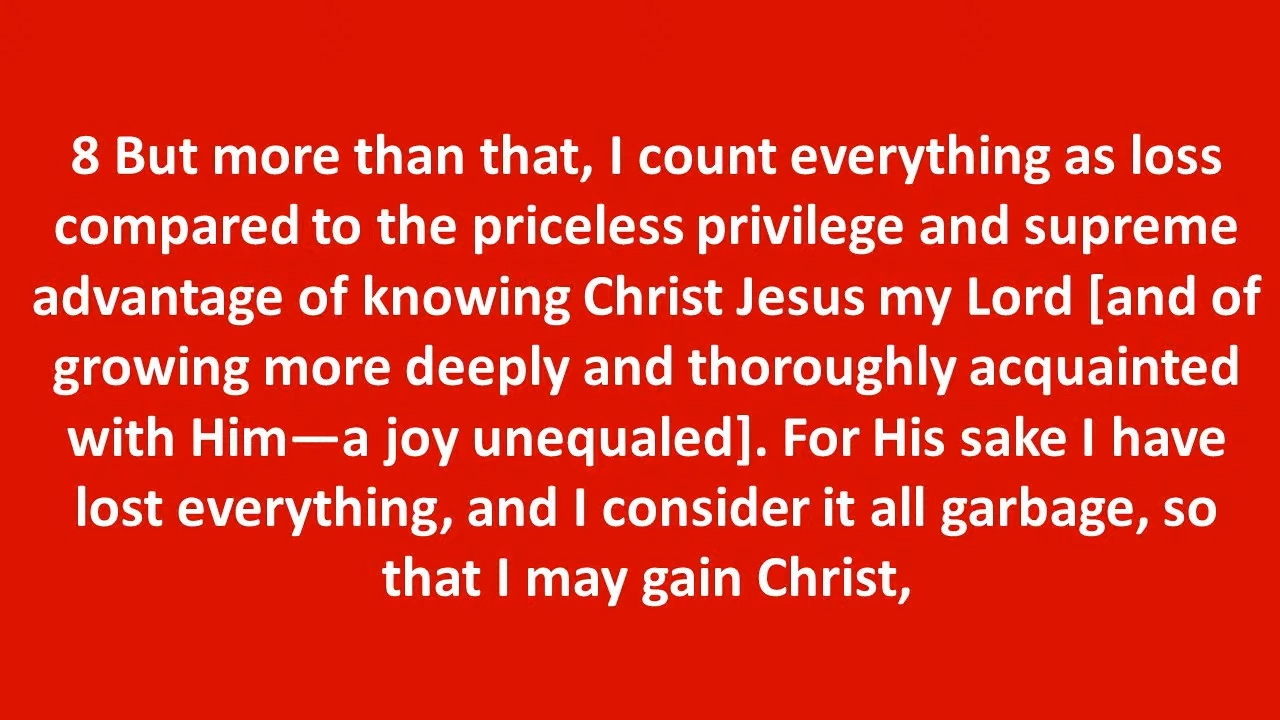 8 But more than that, I count everything as loss
compared to the priceless privilege and supreme
advantage of knowing Christ Jesus my Lord [and of
growing more deeply and thoroughly acquainted
with Him—a joy unequaled]. For His sake I have
lost everything, and I consider it all garbage, so
that I may gain Christ,